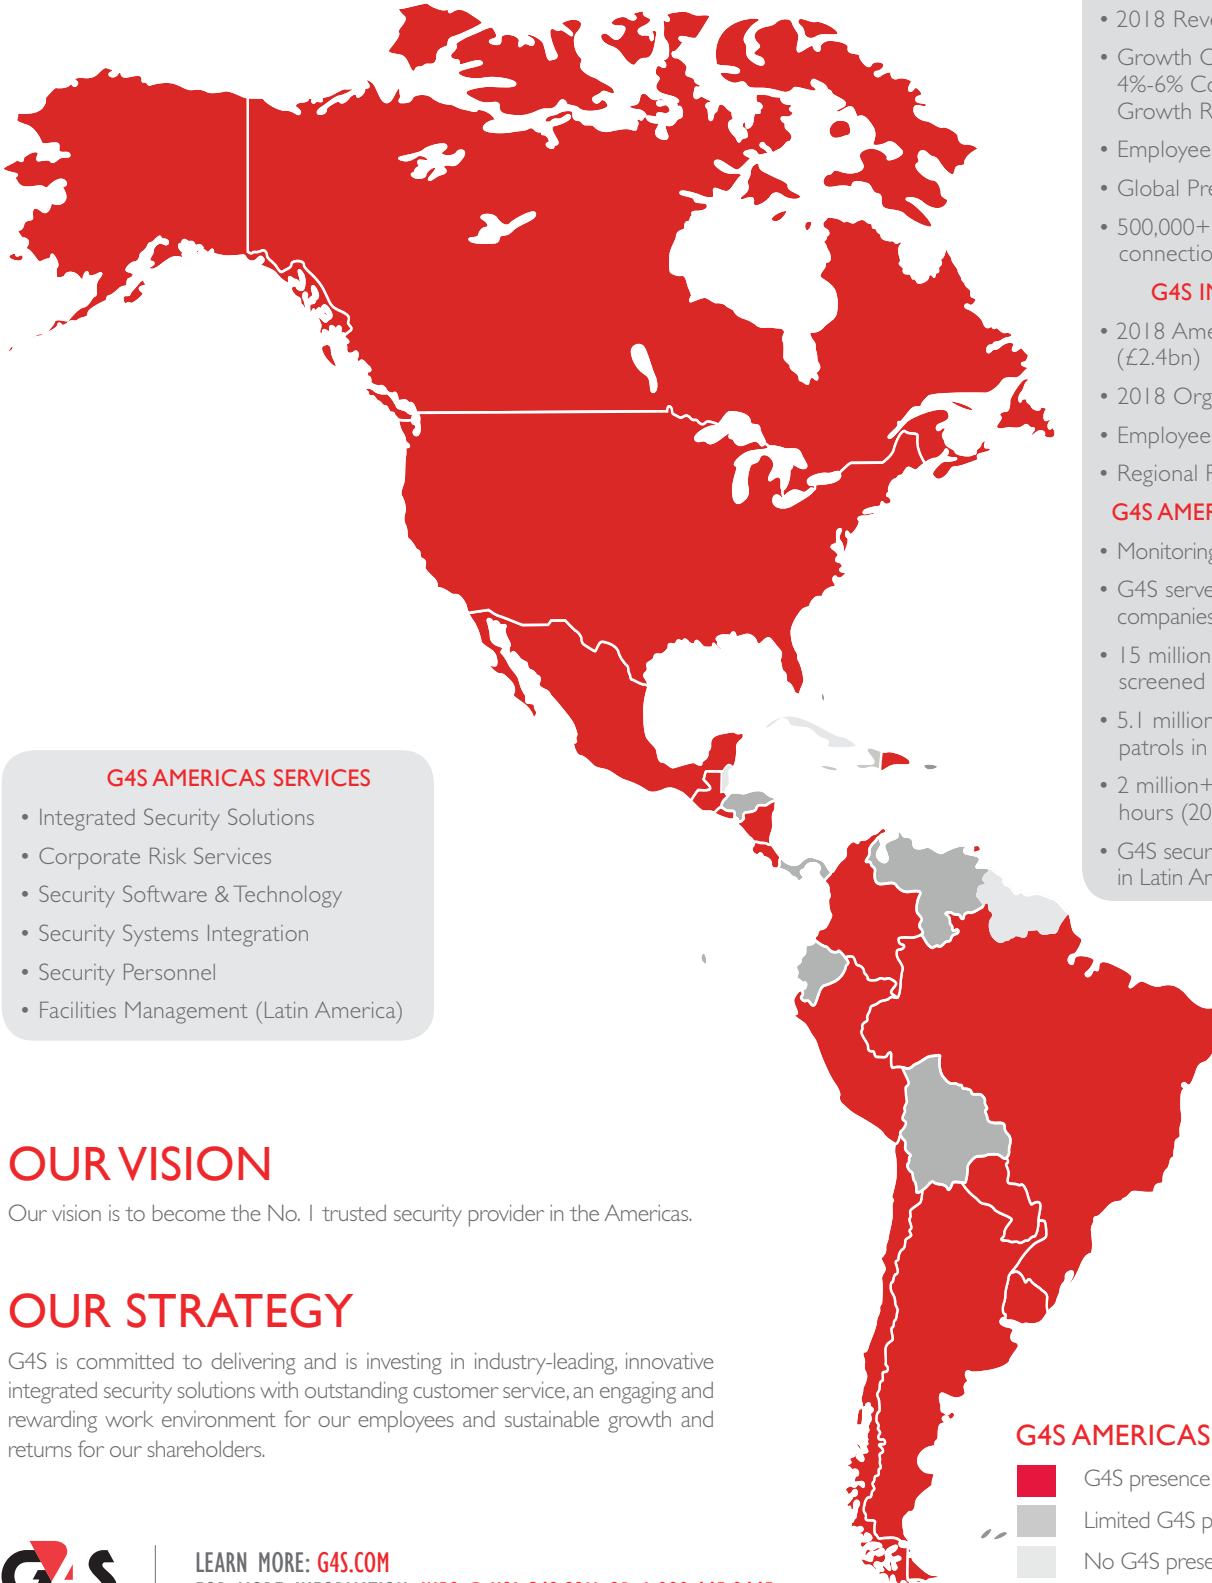 • 2018 Reve
• Growth C
4%-6% Co
Growth R
• Employee
• Global Pre
• 500,000+
connectio
G4S IN
• 2018 Ame
(£2.4bn)
• 2018 Org
• Employee
• Regional P
G4S AMER
• Monitoring
• G4S serve
companies
• 15 million
screened
• 5.1 million
patrols in
• 2 million+
hours (20
• G4S secur
in Latin Am
G4S AMERICAS SERVICES
• Integrated Security Solutions
• Corporate Risk Services
• Security Software & Technology
• Security Systems Integration
• Security Personnel
• Facilities Management (Latin America)
OUR VISION
Our vision is to become the No. 1 trusted security provider in the Americas.
OUR STRATEGY
G4S is committed to delivering and is investing in industry-leading, innovative
integrated security solutions with outstanding customer service, an engaging and
rewarding work environment for our employees and sustainable growth and
returns for our shareholders.
G4S AMERICAS
G4S presence
Limited G4S p
No G4S prese
G4S
LEARN MORE: G4S.COM